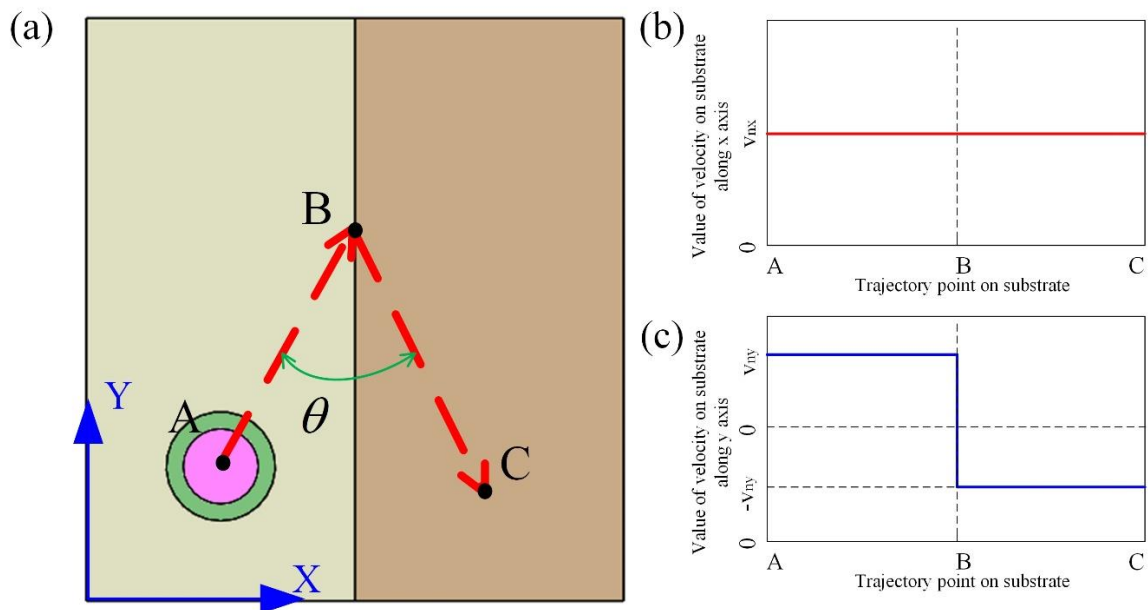 (a)
B
A
θ
C
Y
X
(b)
Value of velocity on substrate
along x axis
Vnx
0
A
B
C
Trajectory point on substrate
(c)
Value of velocity on substrate
along y axis
Vny
0
-Vny
0
A
B
C
Trajectory point on substrate